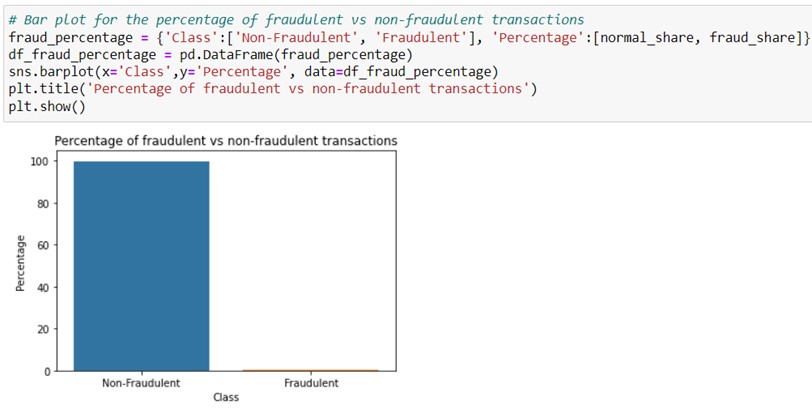 # Bar plot for the percentage of fraudulent vs non-fraudulent transactions
fraud_percentage = {'Class':['Non-Fraudulent', 'Fraudulent'], 'Percentage':[normal_share, fraud_share]}
df_fraud_percentage = pd.DataFrame(fraud_percentage)
sns.barplot(x='Class',y='Percentage', data=df_fraud_percentage)
plt.title('Percentage of fraudulent vs non-fraudulent transactions')
plt.show()
Percentage of fraudulent vs non-fraudulent transactions
100
80
60
40
20
0
Percentage
Non-Fraudulent Fraudulent
Class